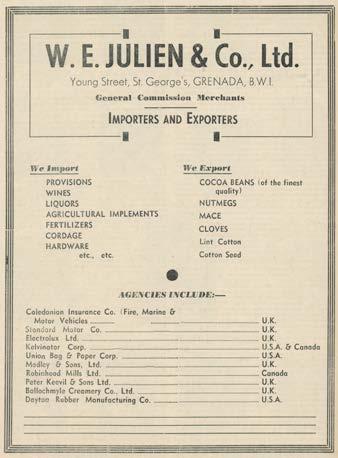 W. E. JULIEN & Co., Ltd.
Young Street, St. George's, GRENADA, B.W.I.
General Commission Merchants
IMPORTERS AND EXPORTERS
We Import
PROVISIONS
WINES
LIQUORS
AGRICULTURAL IMPLEMENTS
FERTILIZERS
CORDAGE
HARDWARE
etc., etc.
We Export
COCOA BEANS (of the finest
quality)
NUTMEGS
MACE
CLOVES
Lint Cotton
Cotton Seed
AGENCIES INCLUDE:—
Caledonian Insurance Co. (Fire, Marine &
Motor Vehicles U.K.
Standard Motor Co. U.K.
Electrolux Ltd. U.K.
Kelvinator Corp. U.S.A. & Canada
Union Bag & Paper Corp. U.S.A.
Madley & Sons, Ltd. U.K.
Robinhood Mills Ltd. Canada
Peter Keevil & Sons Ltd. U.K.
Ballochmyle Creamery Co., Ltd. U.K.
Dayton Rubber Manufacturing Co. U.S.A.